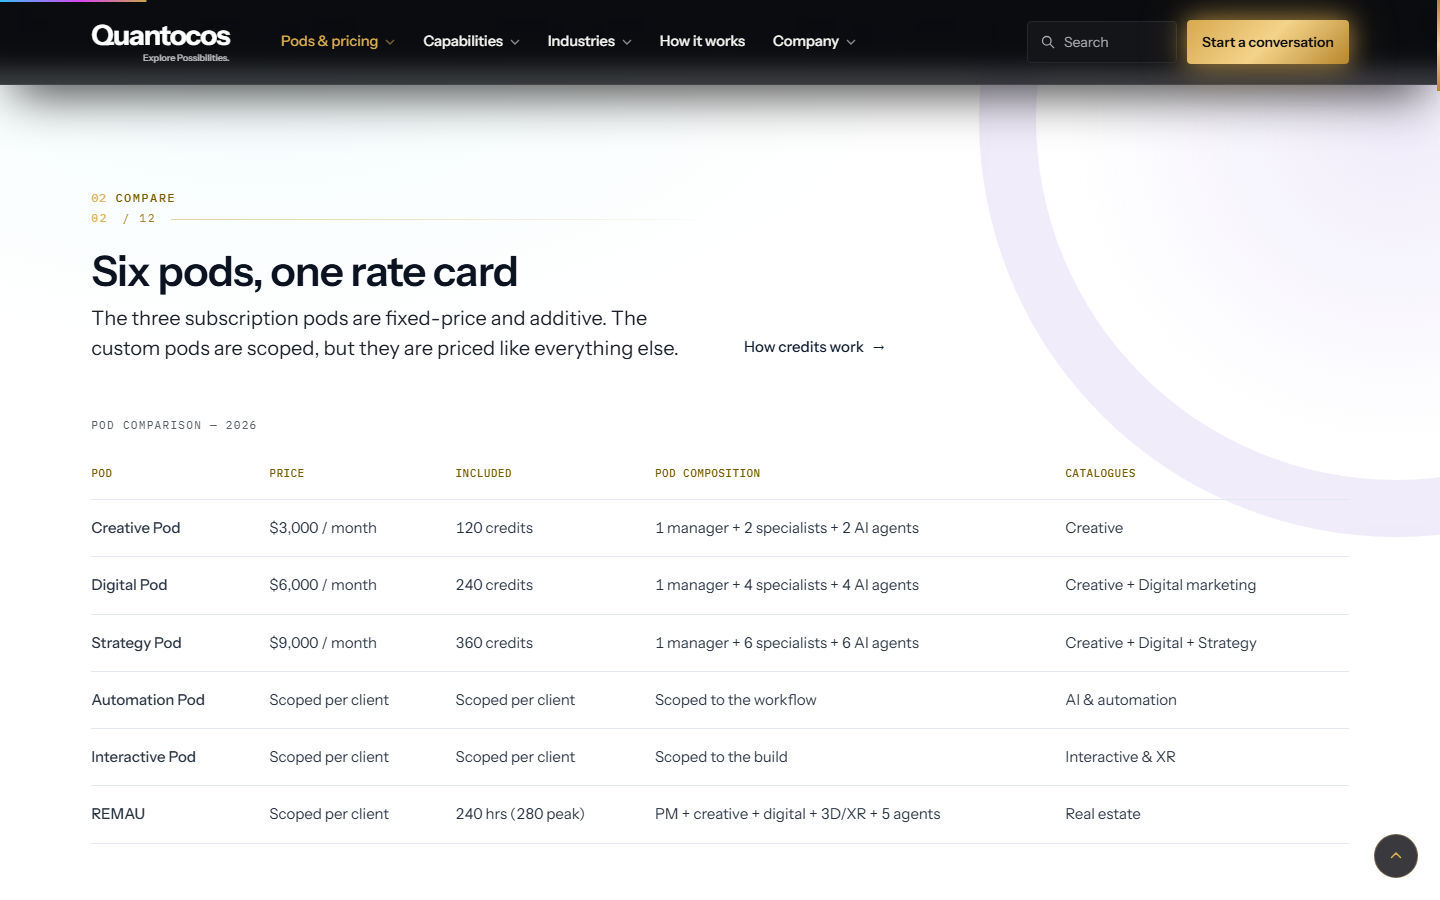 Quantocos
Explore Possibilities.
Pods & pricing
Capabilities
Industries
How it works
Company
Search
Start a conversation
02 COMPARE
02 / 12
Six pods, one rate card
The three subscription pods are fixed-price and additive. The
custom pods are scoped, but they are priced like everything else.
How credits work →
POD COMPARISON — 2026
POD PRICE INCLUDED POD COMPOSITION CATALOGUES
Creative Pod $3,000 / month 120 credits 1 manager + 2 specialists + 2 AI agents Creative
Digital Pod $6,000 / month 240 credits 1 manager + 4 specialists + 4 AI agents Creative + Digital marketing
Strategy Pod $9,000 / month 360 credits 1 manager + 6 specialists + 6 AI agents Creative + Digital + Strategy
Automation Pod Scoped per client Scoped per client Scoped to the workflow AI & automation
Interactive Pod Scoped per client Scoped per client Scoped to the build Interactive & XR
REMAU Scoped per client 240 hrs (280 peak) PM + creative + digital + 3D/XR + 5 agents Real estate